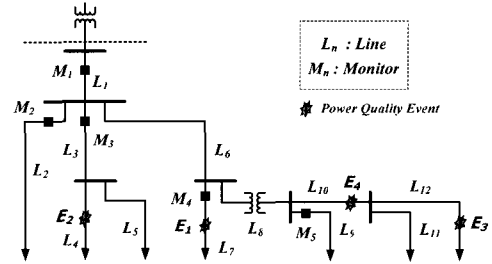 Lₙ : Line
Mₙ : Monitor
Power Quality Event
M₁
L₁
M₂
M₃
L₂
L₃
L₆
E₂
L₄
L₅
M₄
E₁
L₇
L₈
L₁₀
E₄
L₁₂
M₅
L₉
L₁₁
E₃